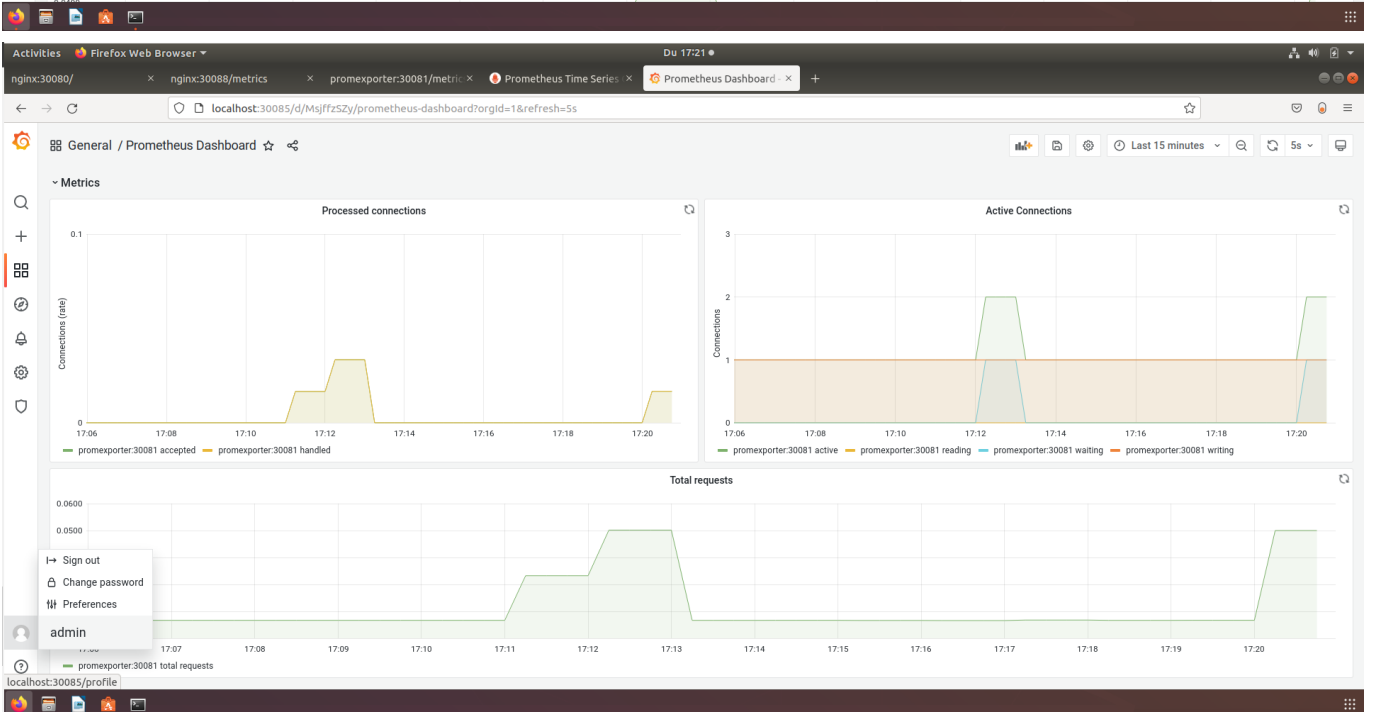 Activities Firefox Web Browser
Du 17:21
nginx:30080/
nginx:30088/metrics
promexporter:30081/metric
Prometheus Time Series
Prometheus Dashboard -
localhost:30085/d/MsjffzSZy/prometheus-dashboard?orgId=1&refresh=5s
General / Prometheus Dashboard
Last 15 minutes
5s
Metrics
Processed connections
0.1
0
Connections (rate)
17:06 17:08 17:10 17:12 17:14 17:16 17:18 17:20
promexporter:30081 accepted promexporter:30081 handled
Active Connections
3
2
1
0
Connections
17:06 17:08 17:10 17:12 17:14 17:16 17:18 17:20
promexporter:30081 active promexporter:30081 reading promexporter:30081 waiting promexporter:30081 writing
Total requests
0.0600
0.0500
17:07 17:08 17:09 17:10 17:11 17:12 17:13 17:14 17:15 17:16 17:17 17:18 17:19 17:20
promexporter:30081 total requests
Sign out
Change password
Preferences
admin
localhost:30085/profile